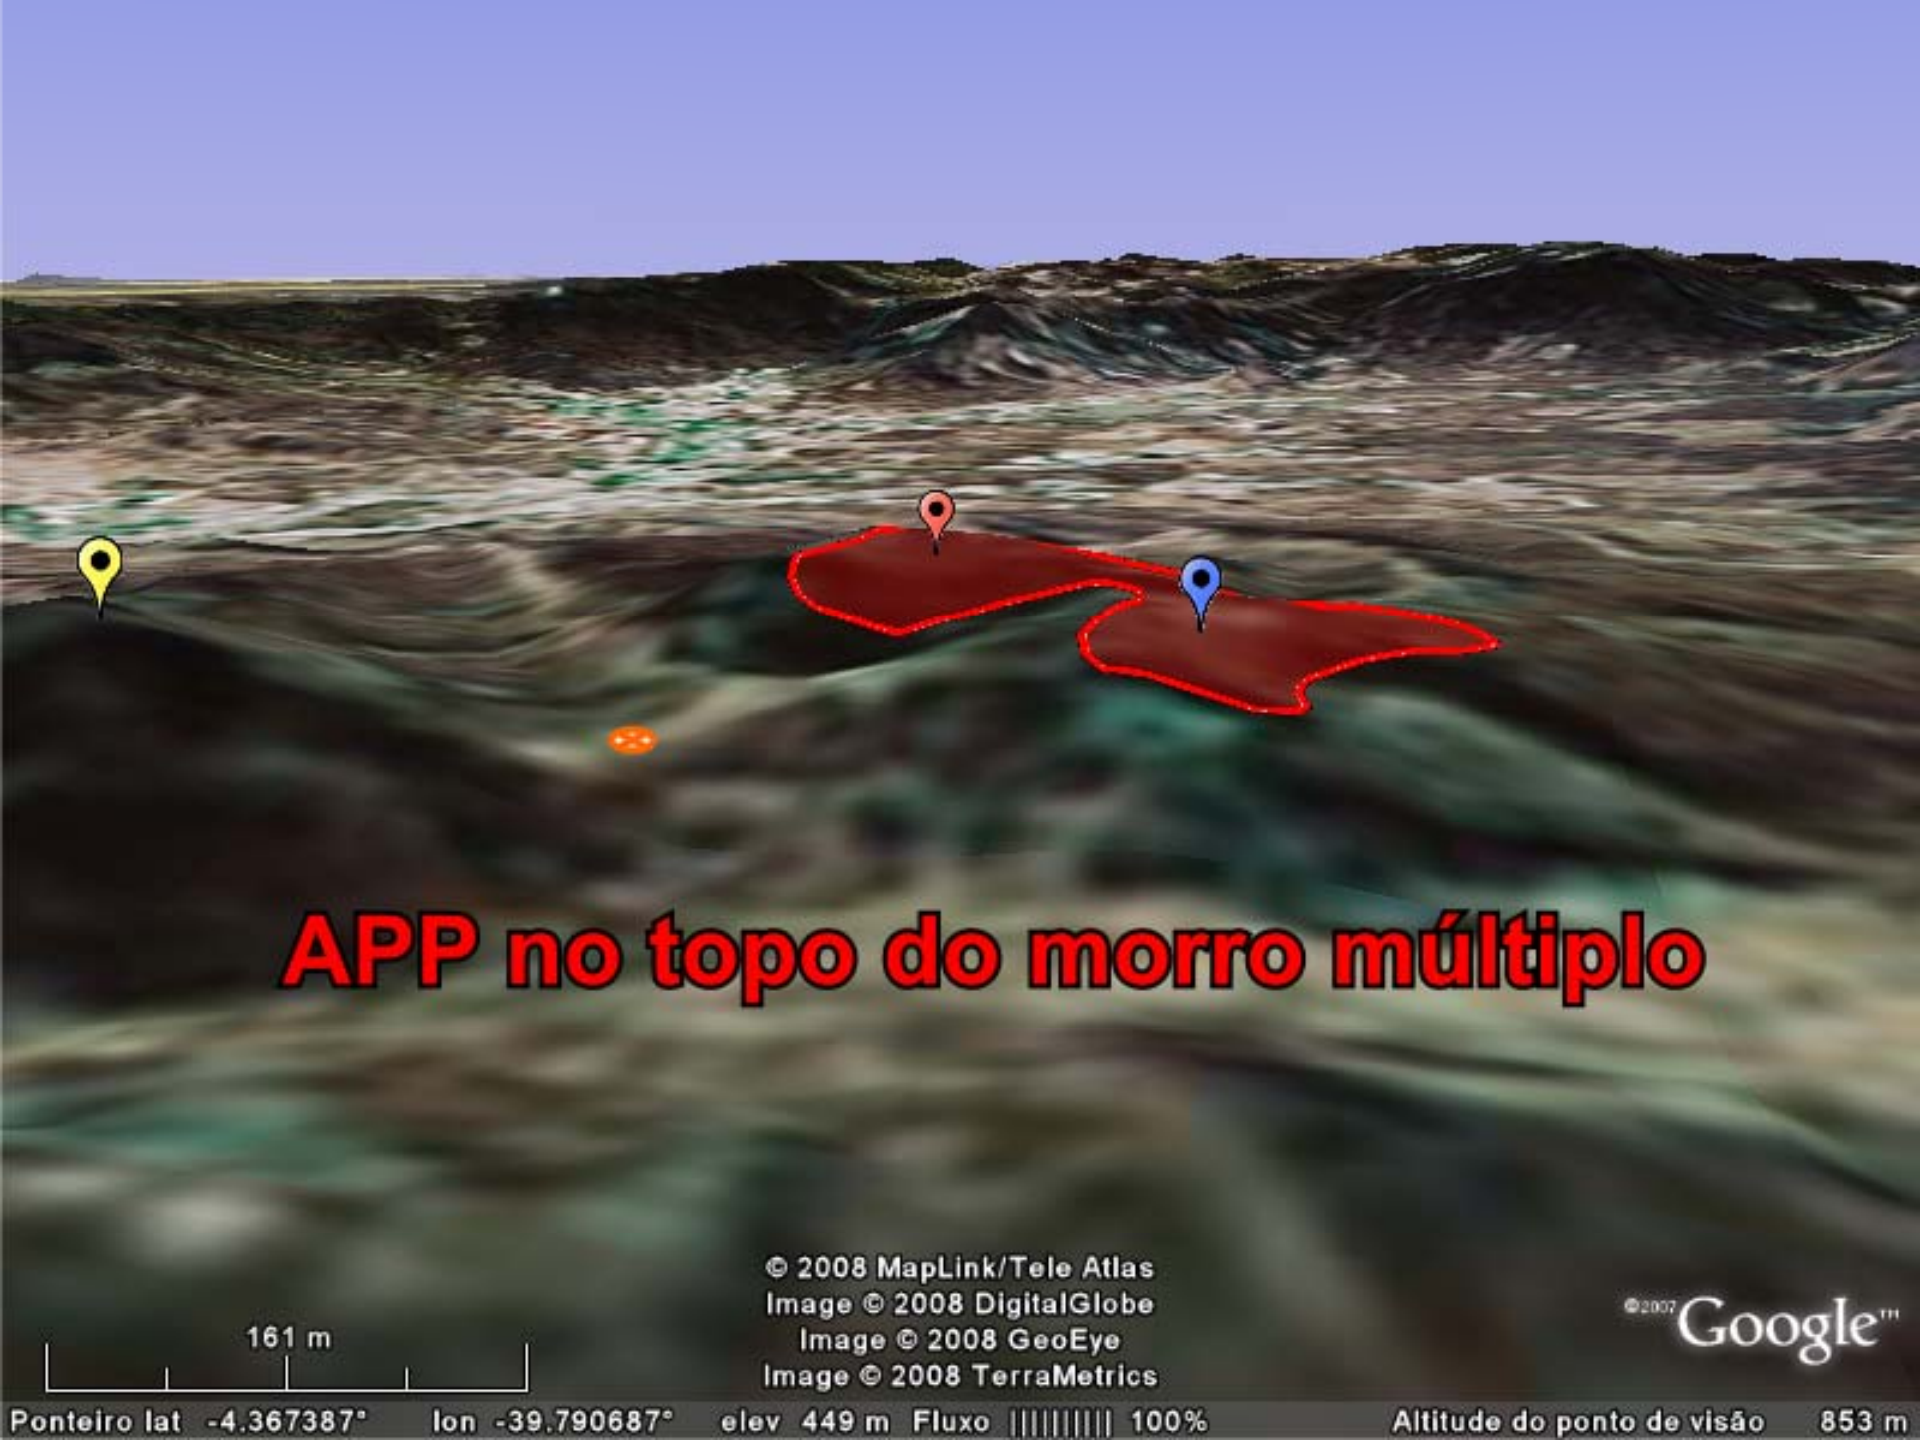 APP no topo do morro múltiplo
© 2008 MapLink/Tele Atlas
Image © 2008 DigitalGlobe
Image © 2008 GeoEye
Image © 2008 TerraMetrics
©2007 Google™
161 m
Ponteiro lat -4.367387° lon -39.790687° elev 449 m Fluxo |||||||||| 100% Altitude do ponto de visão 853 m